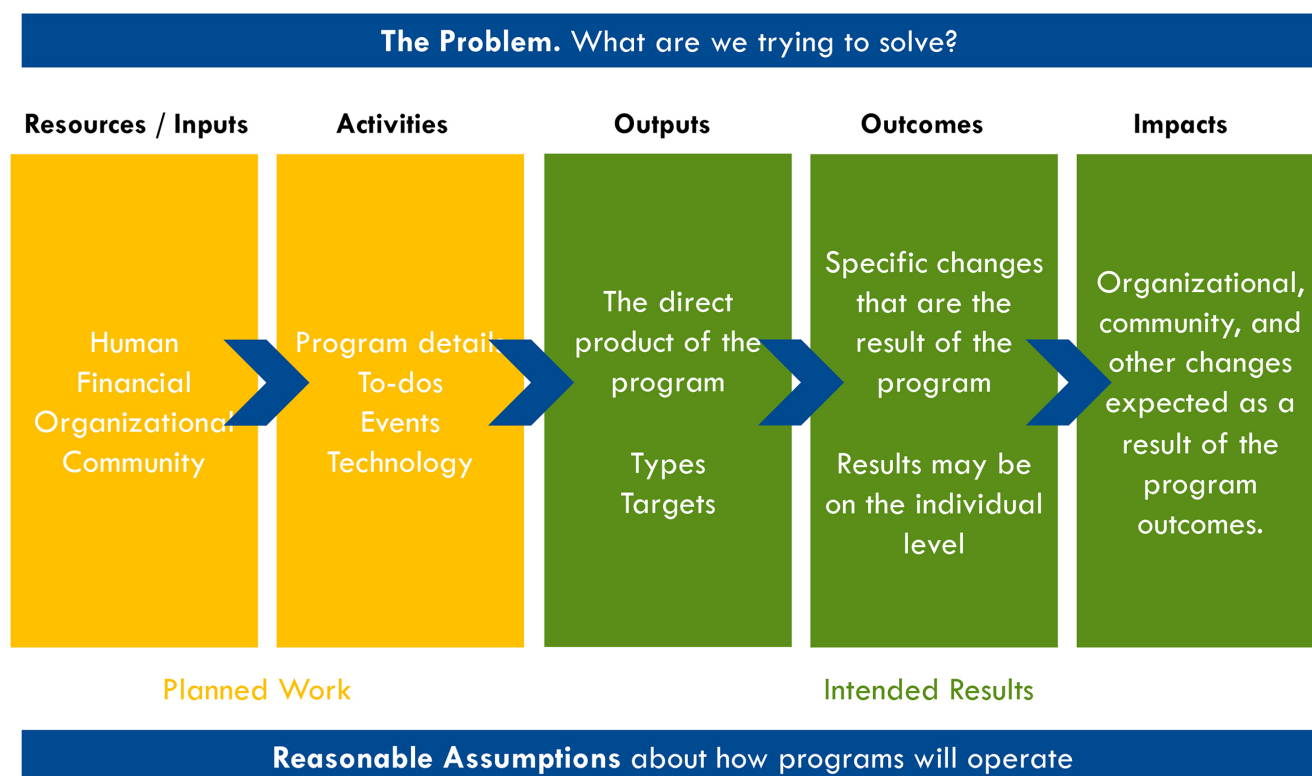 The Problem. What are we trying to solve?
Resources / Inputs
Human
Financial
Organizational
Community
Activities
Program details
To-dos
Events
Technology
Outputs
The direct
product of the
program
Types
Targets
Outcomes
Specific changes
that are the
result of the
program
Results may be
on the individual
level
Impacts
Organizational,
community, and
other changes
expected as a
result of the
program
outcomes.
Planned Work
Intended Results
Reasonable Assumptions about how programs will operate